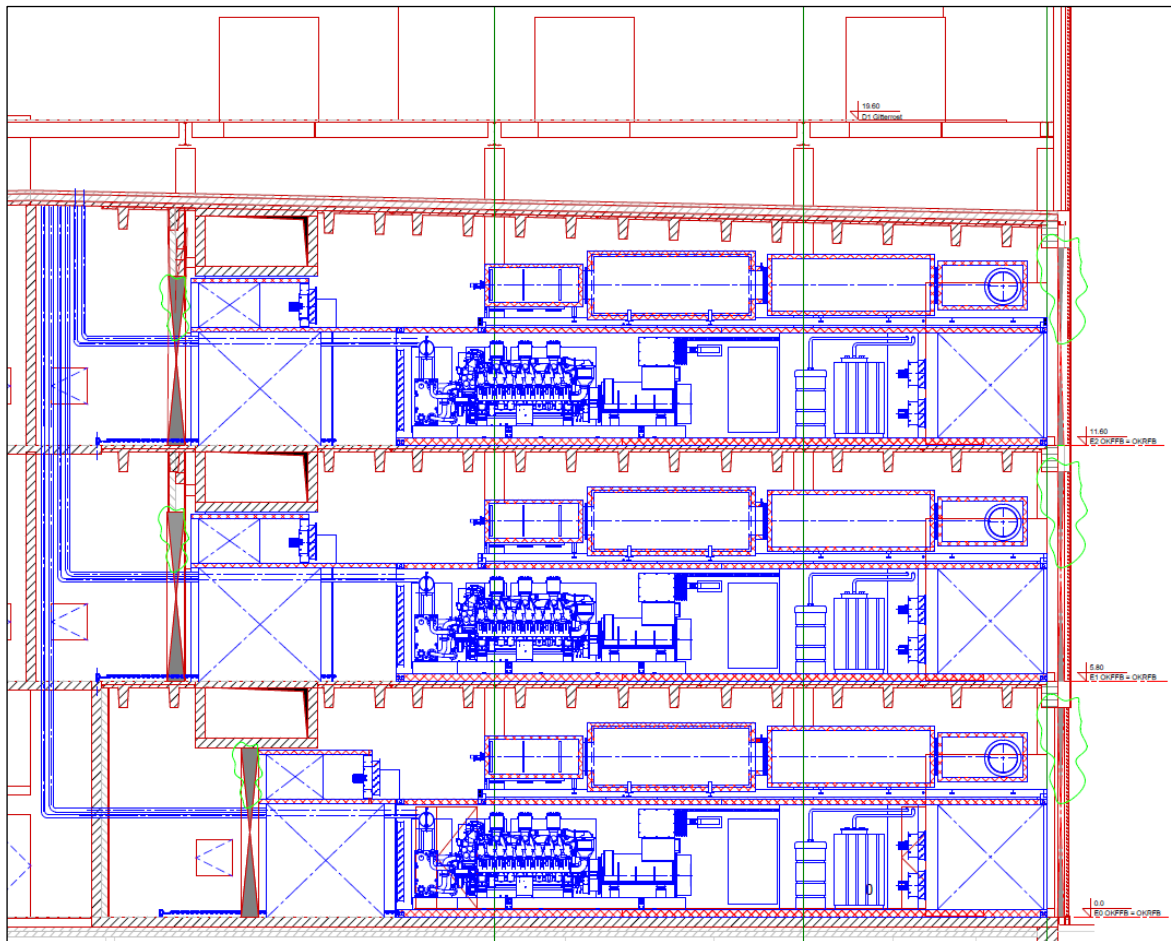 19.60
D1 Gitterrost
11.60
E2 OKFFB = OKRFB
5.80
E1 OKFFB = OKRFB
0.0
E0 OKFFB = OKRFB